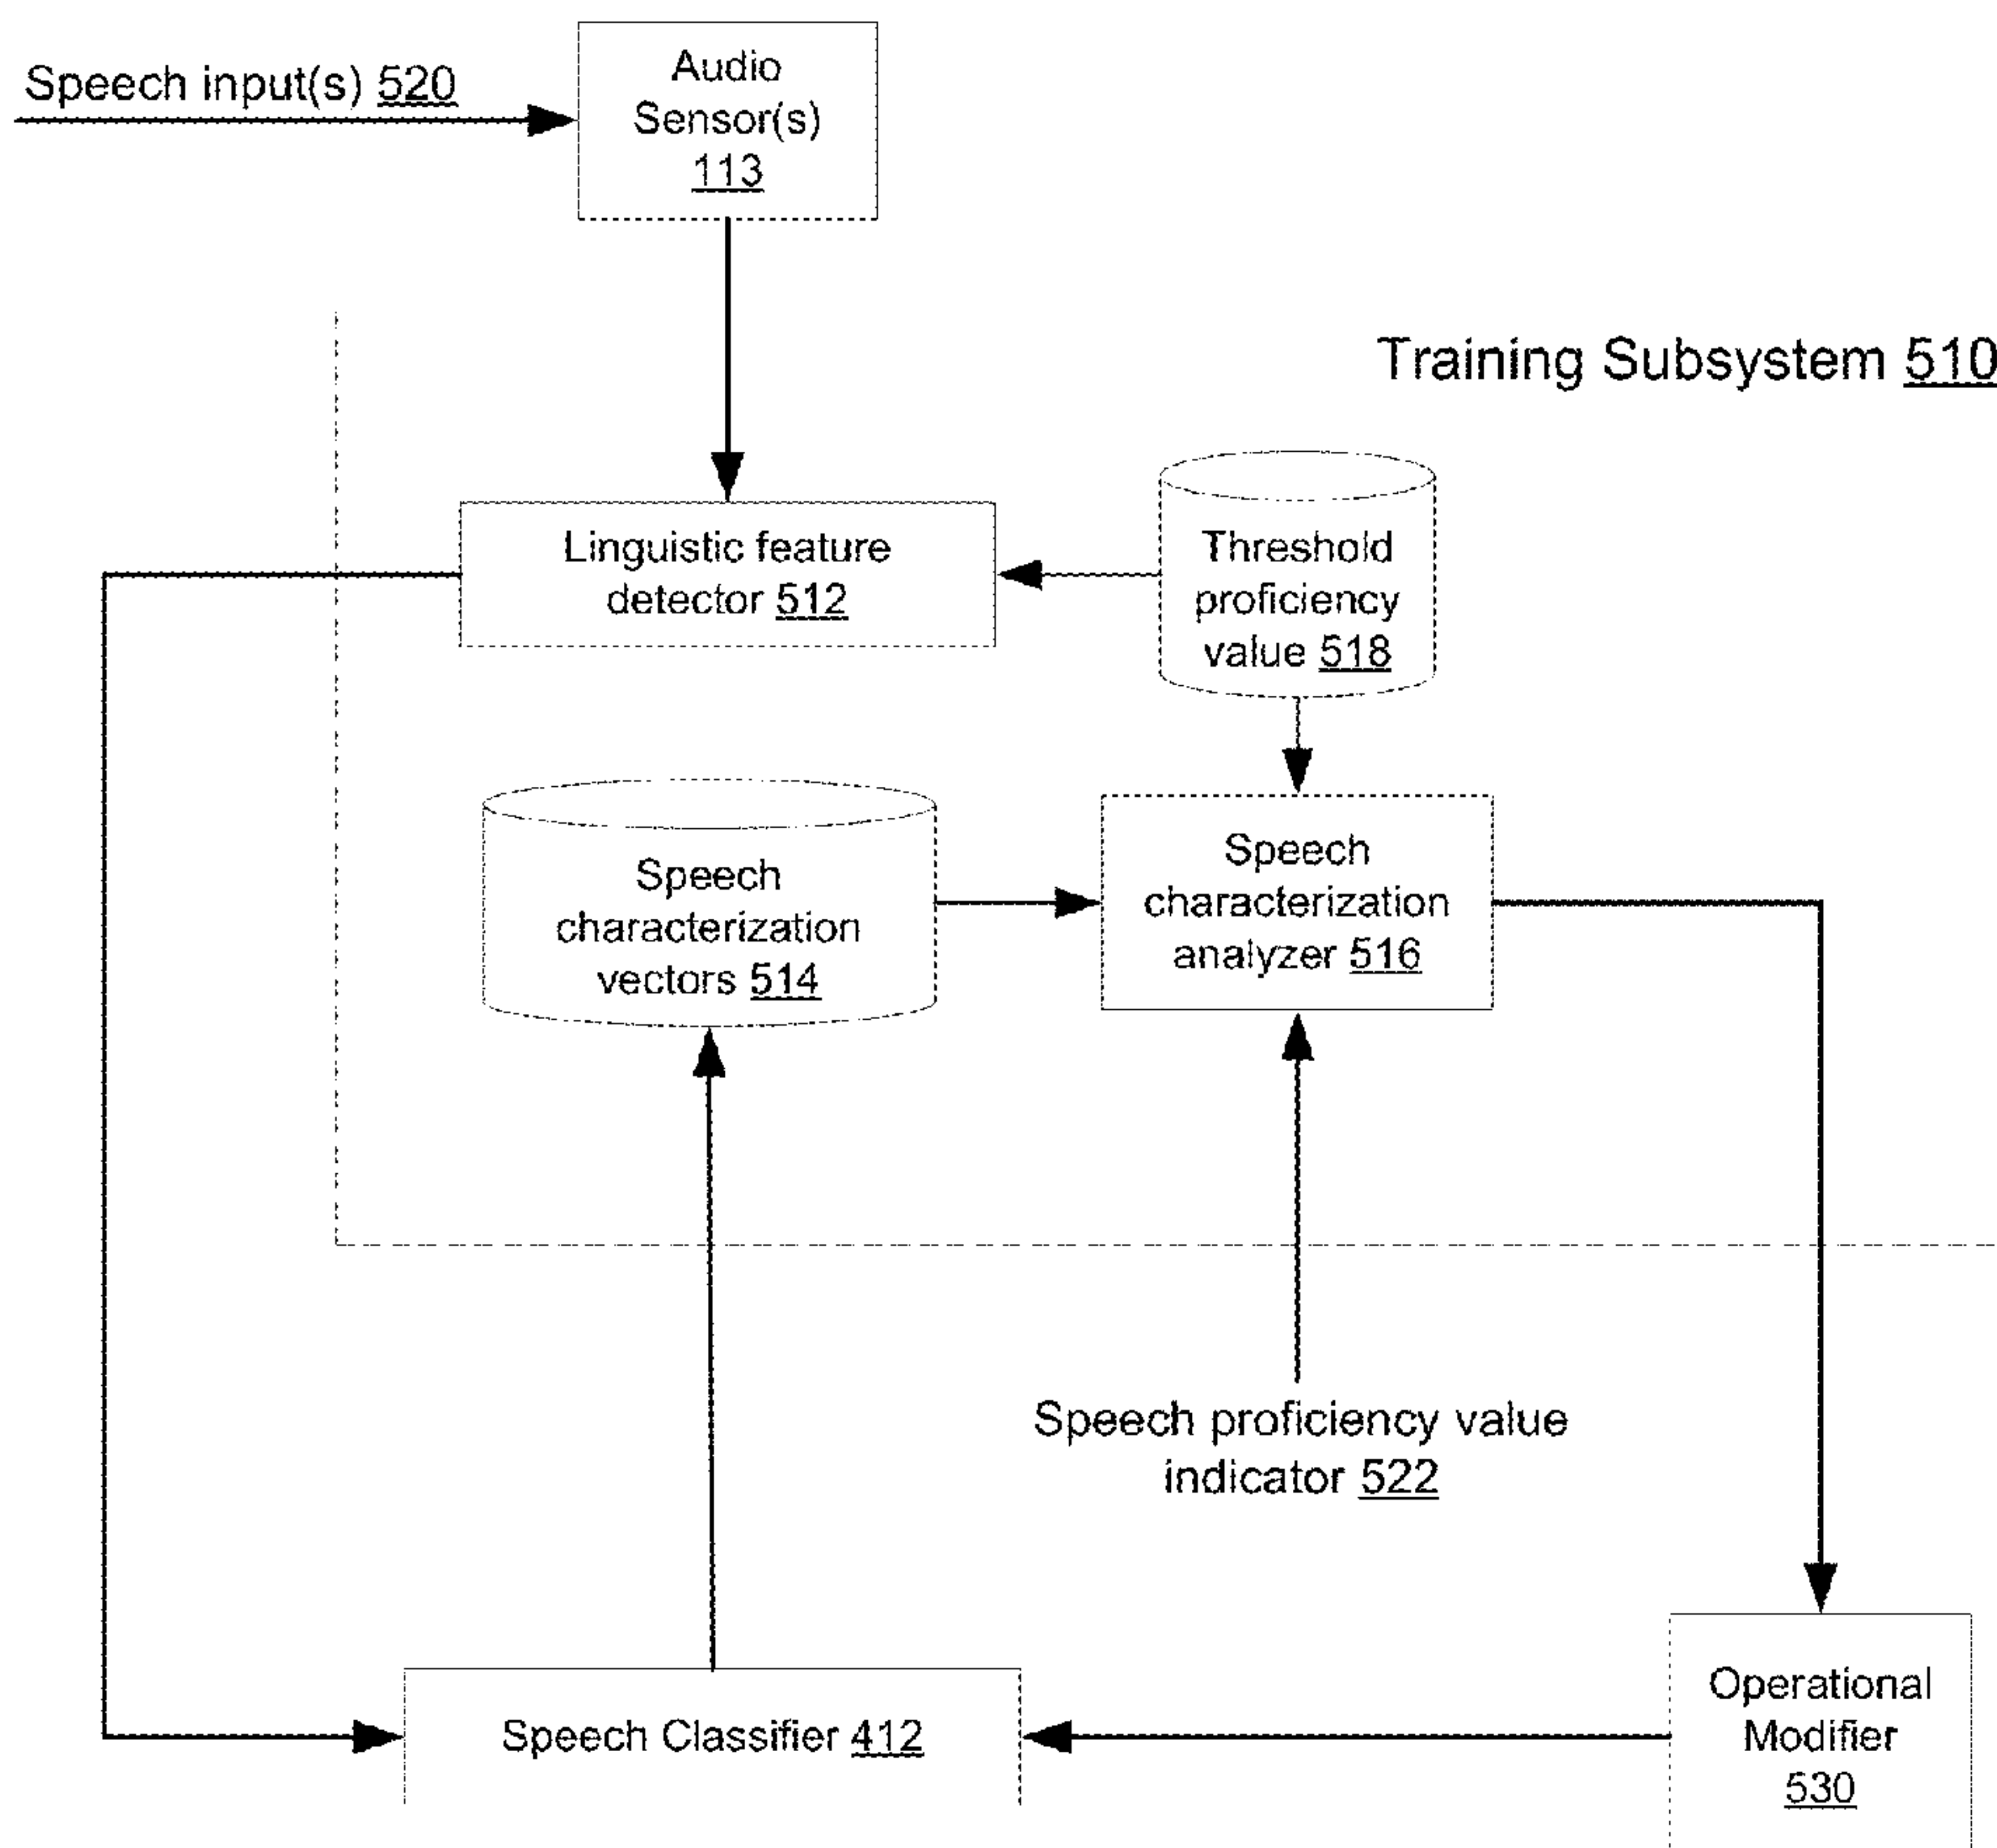 Speech input(s) 520
Audio
Sensor(s)
113
Training Subsystem 510
Linguistic feature
detector 512
Threshold
proficiency
value 518
Speech
characterization
vectors 514
Speech
characterization
analyzer 516
Speech proficiency value
indicator 522
Speech Classifier 412
Operational
Modifier
530